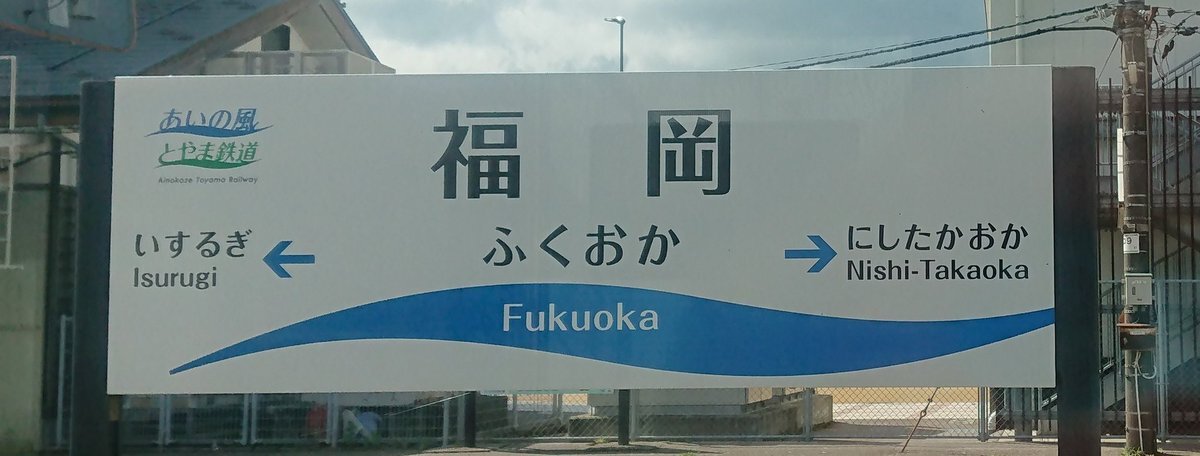 あいの風
とやま鉄道
Ainokaze Toyama Railway
福岡
ふくおか
いするぎ
Isurugi
にしたかおか
Nishi-Takaoka
Fukuoka